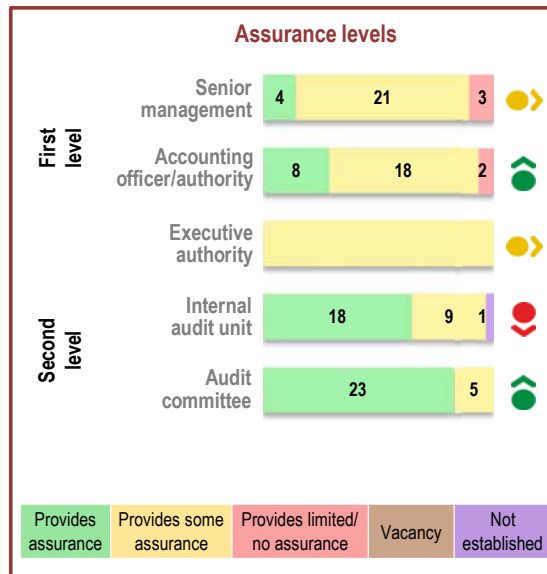 Assurance levels
First
level
Senior
management
4 21 3
Accounting
officer/authority
8 18 2
Executive
authority
Second
level
Internal
audit unit
18 9 1
Audit
committee
23 5
Provides
assurance
Provides some
assurance
Provides limited/
no assurance
Vacancy
Not
established